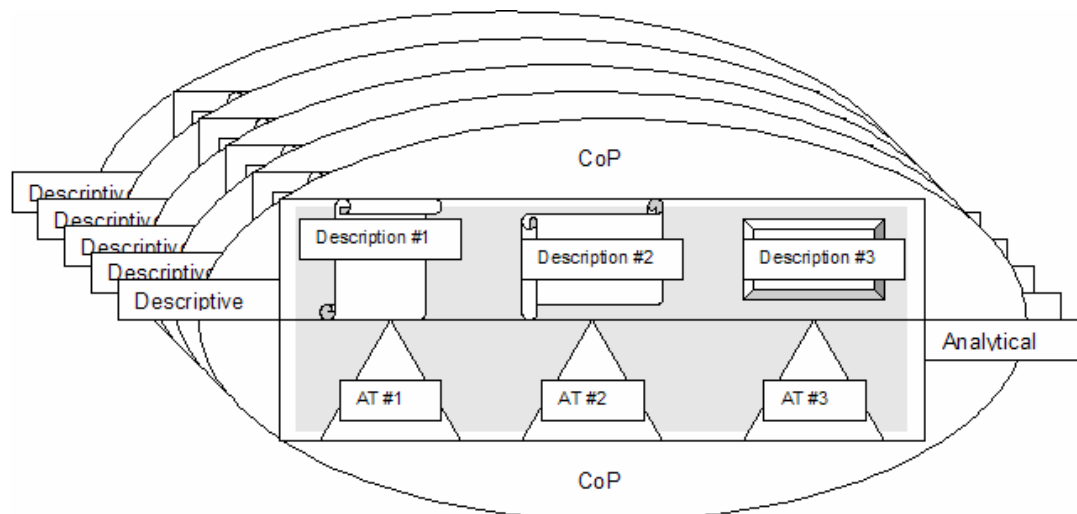 CoP
Descriptive
Descriptive
Descriptive
Descriptive
Descriptive
Description #1
Description #2
Description #3
Analytical
AT #1
AT #2
AT #3
CoP